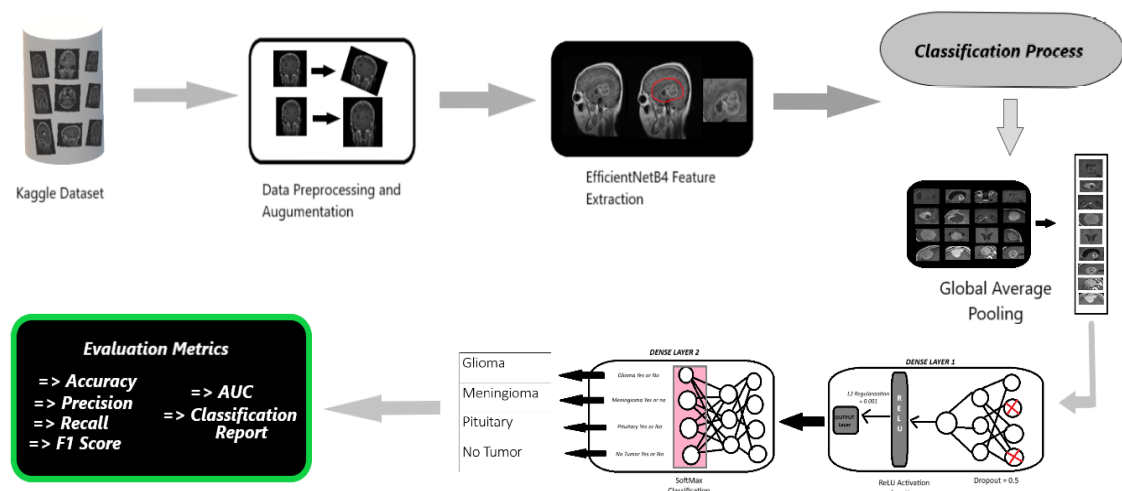 Classification Process
Kaggle Dataset
Data Preprocessing and
Augumentation
EfficientNetB4 Feature
Extraction
Global Average
Pooling
DENSE LAYER 1
L2 Regularization
= 0.001
OUTPUT
Layer
RELU
ReLU Activation
Dropout = 0.5
DENSE LAYER 2
Glioma Yes or No
Meningioma Yes or no
Pituitary Yes or No
No Tumor Yes or No
SoftMax
Classification
Glioma
Meningioma
Pituitary
No Tumor
Evaluation Metrics
=> Accuracy
=> Precision
=> Recall
=> F1 Score
=> AUC
=> Classification
Report